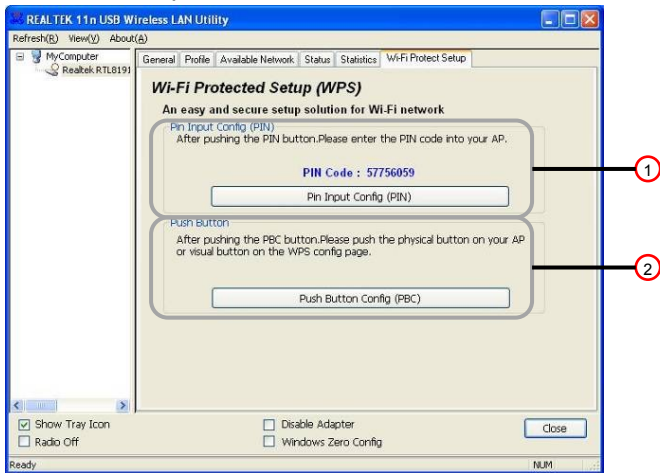 REALTEK 11n USB Wireless LAN Utility
Refresh(R) View(V) About(A)
MyComputer
Realtek RTL8191
General Profile Available Network Status Statistics Wi-Fi Protect Setup
Wi-Fi Protected Setup (WPS)
An easy and secure setup solution for Wi-Fi network
Pin Input Config (PIN)
After pushing the PIN button.Please enter the PIN code into your AP.
PIN Code : 57756059
Pin Input Config (PIN)
1
Push Button
After pushing the PBC button.Please push the physical button on your AP
or visual button on the WPS config page.
2
Push Button Config (PBC)
Show Tray Icon
Disable Adapter
Close
Radio Off
Windows Zero Config
Ready
NUM